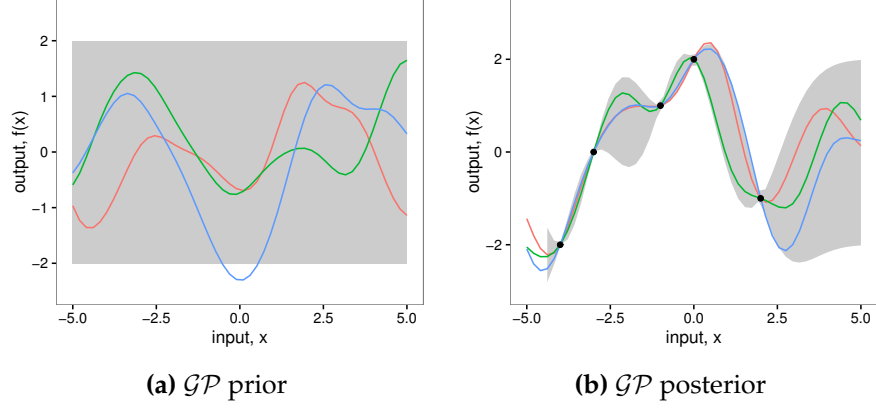 2
1
0
−1
−2
output, f(x)
−5.0 −2.5 0.0 2.5 5.0
input, x
(a) GP prior
2
0
−2
output, f(x)
−5.0 −2.5 0.0 2.5 5.0
input, x
(b) GP posterior